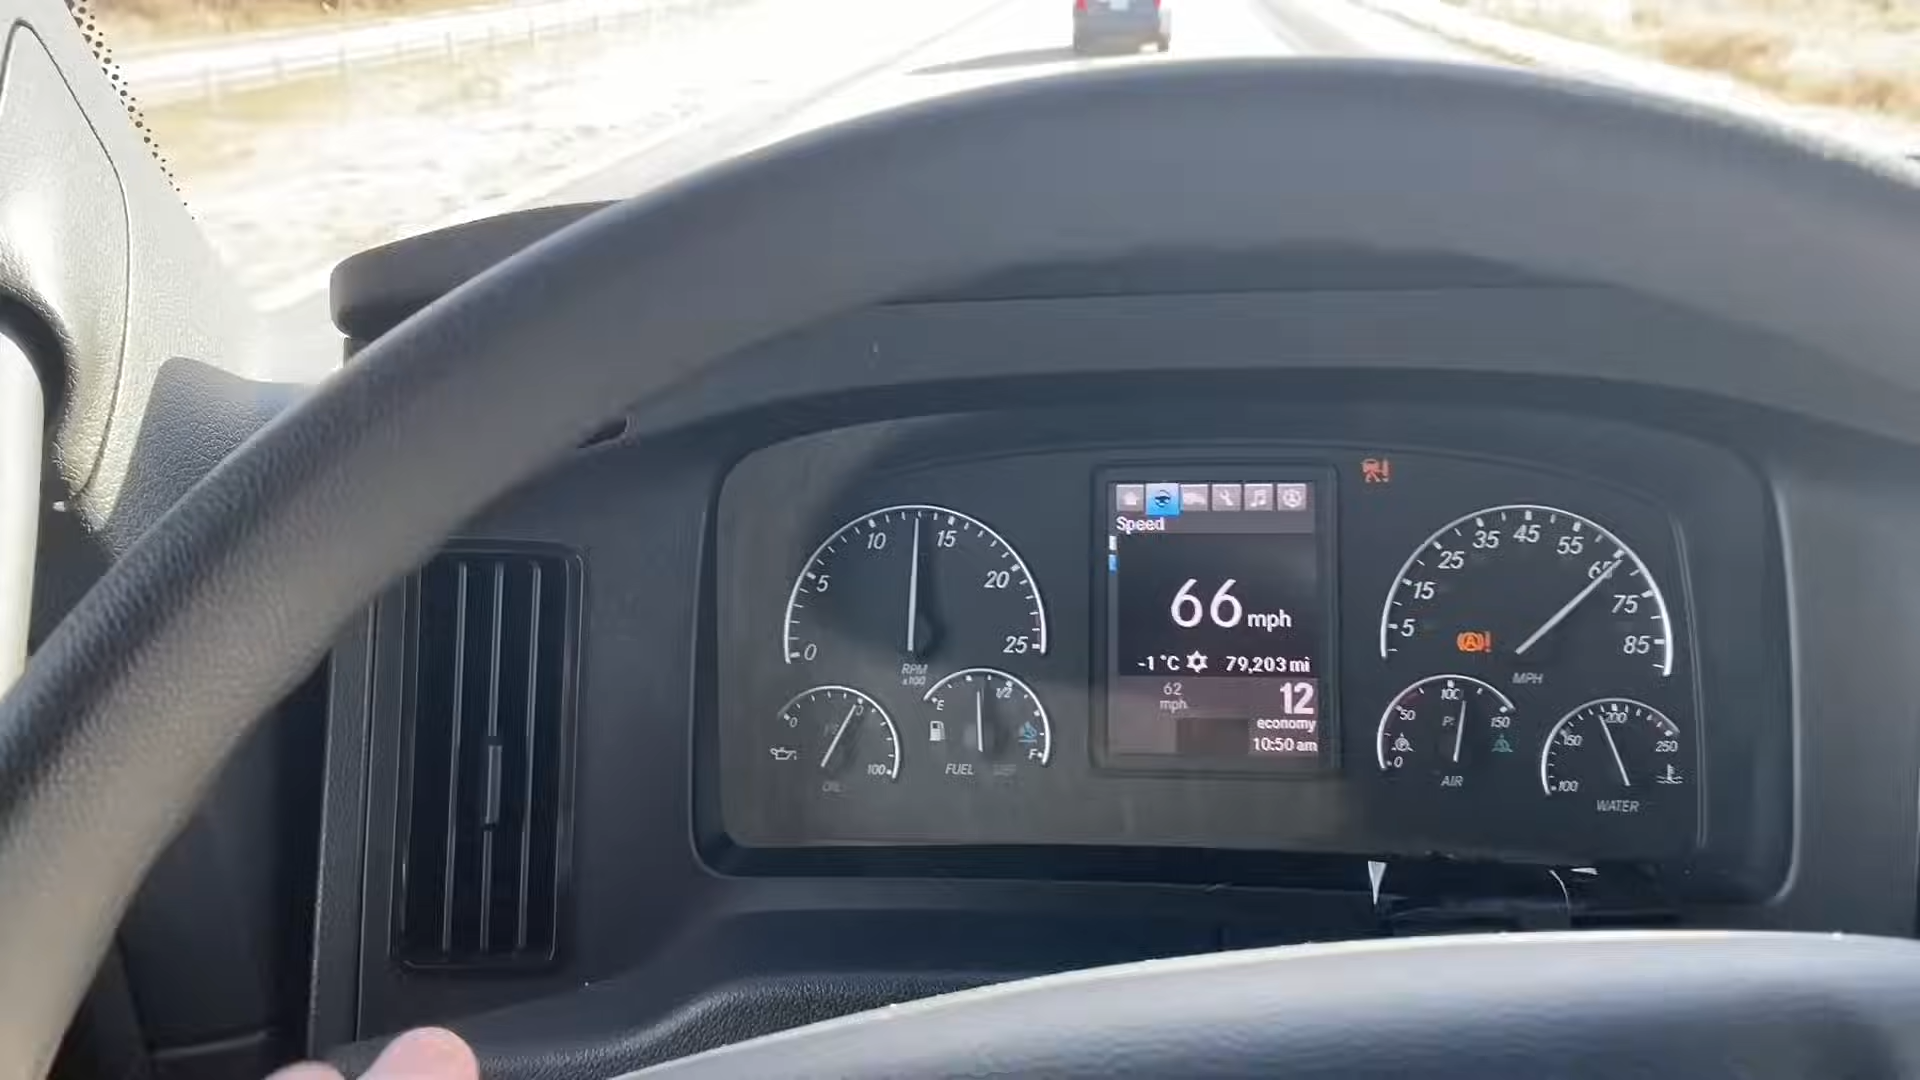 5
10
15
20
25
0
RPM
x100
0
100
OIL
E
1/2
F
FUEL
Speed
66 mph
-1 °C
79,203 mi
62
mph
12
economy
10:50 am
5
15
25
35
45
55
65
75
85
MPH
0
50
100
150
AIR
100
150
200
250
WATER